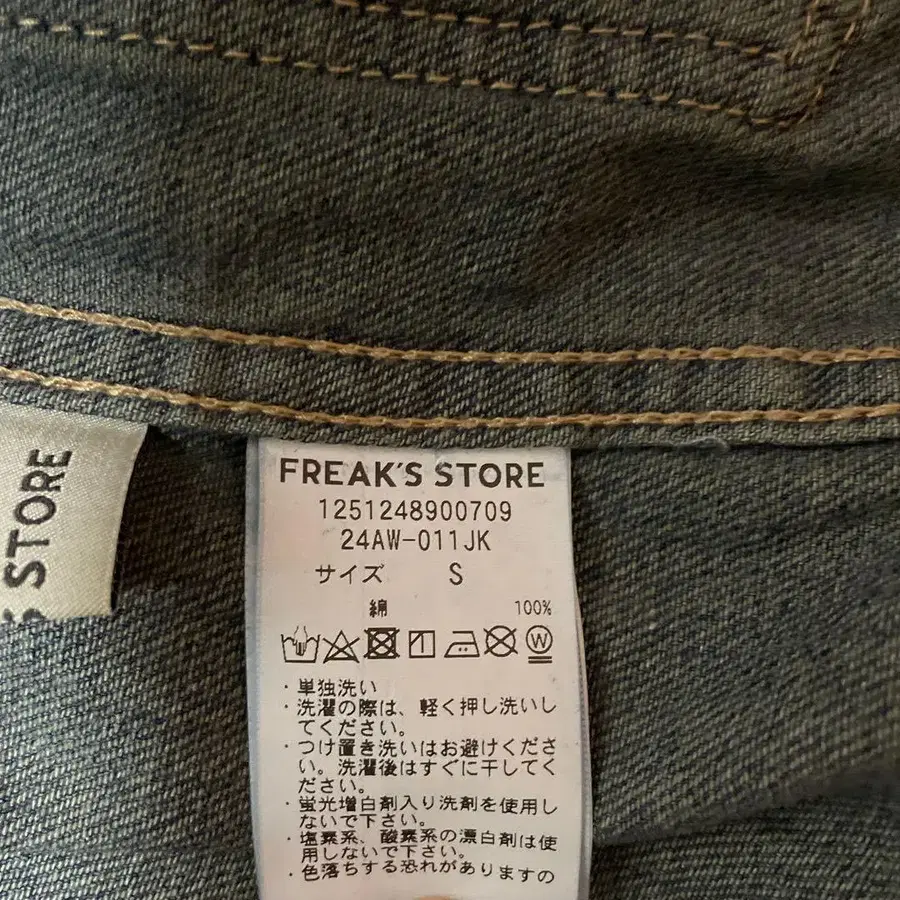 S STORE
FREAK'S STORE
1251248900709
24AW-011JK
サイズ S
綿 100%
W
・単独洗い
・洗濯の際は、軽く押し洗いし
てください。
・つけ置き洗いはお避けくださ
い。洗濯後はすぐに干してく
ださい。
・蛍光増白剤入り洗剤を使用し
ないで下さい。
・塩素系、酸素系の漂白剤は使
用しないで下さい。
・色落ちする恐れがありますの